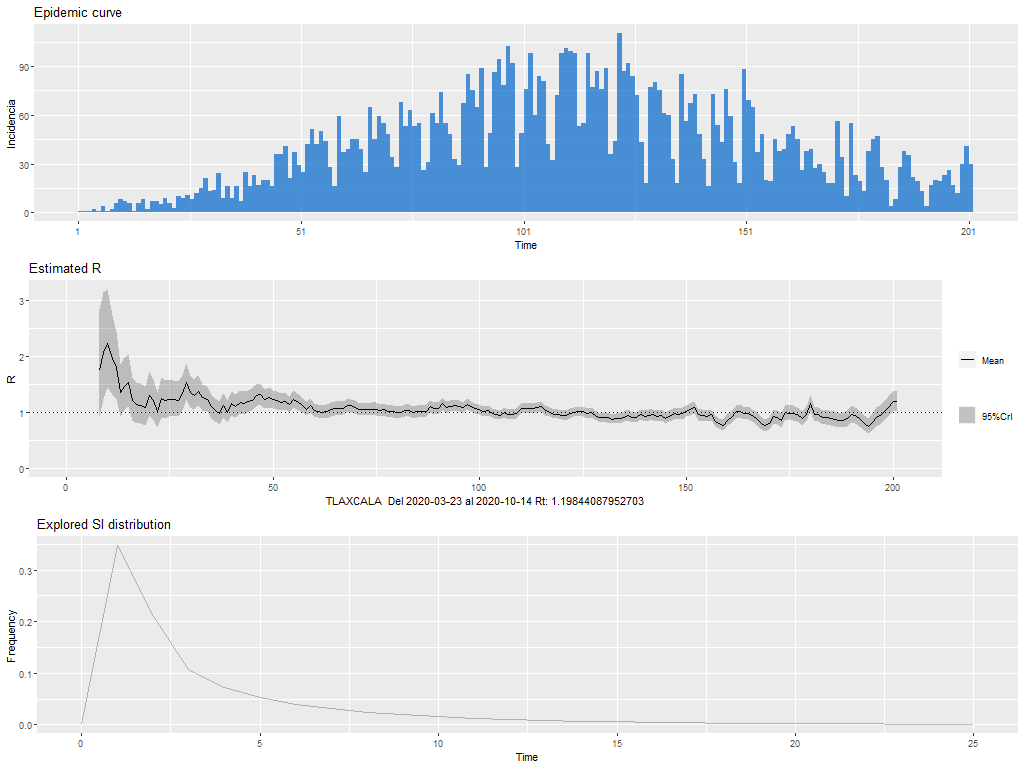 Epidemic curve
Incidencia
90
60
30
0
1
51
101
151
201
Time
Estimated R
R
3
2
1
0
0
50
100
150
200
Mean
95%CrI
TLAXCALA Del 2020-03-23 al 2020-10-14 Rt: 1.19844087952703
Explored SI distribution
Frequency
0.3
0.2
0.1
0.0
0
5
10
15
20
25
Time